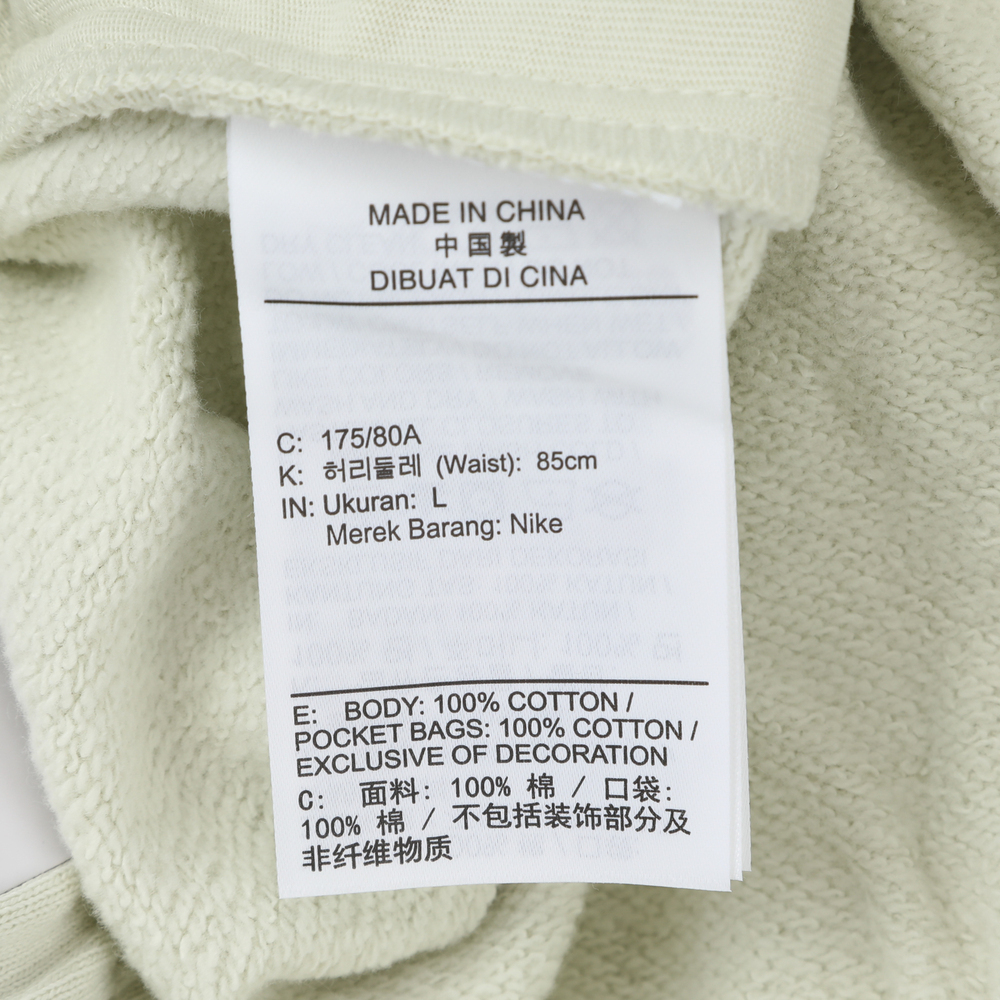 MADE IN CHINA
中国製
DIBUAT DI CINA
C: 175/80A
K: 허리둘레 (Waist): 85cm
IN: Ukuran: L
Merek Barang: Nike
E: BODY: 100% COTTON /
POCKET BAGS: 100% COTTON /
EXCLUSIVE OF DECORATION
C: 面料: 100% 棉 / 口袋:
100% 棉 / 不包括装饰部分及
非纤维物质